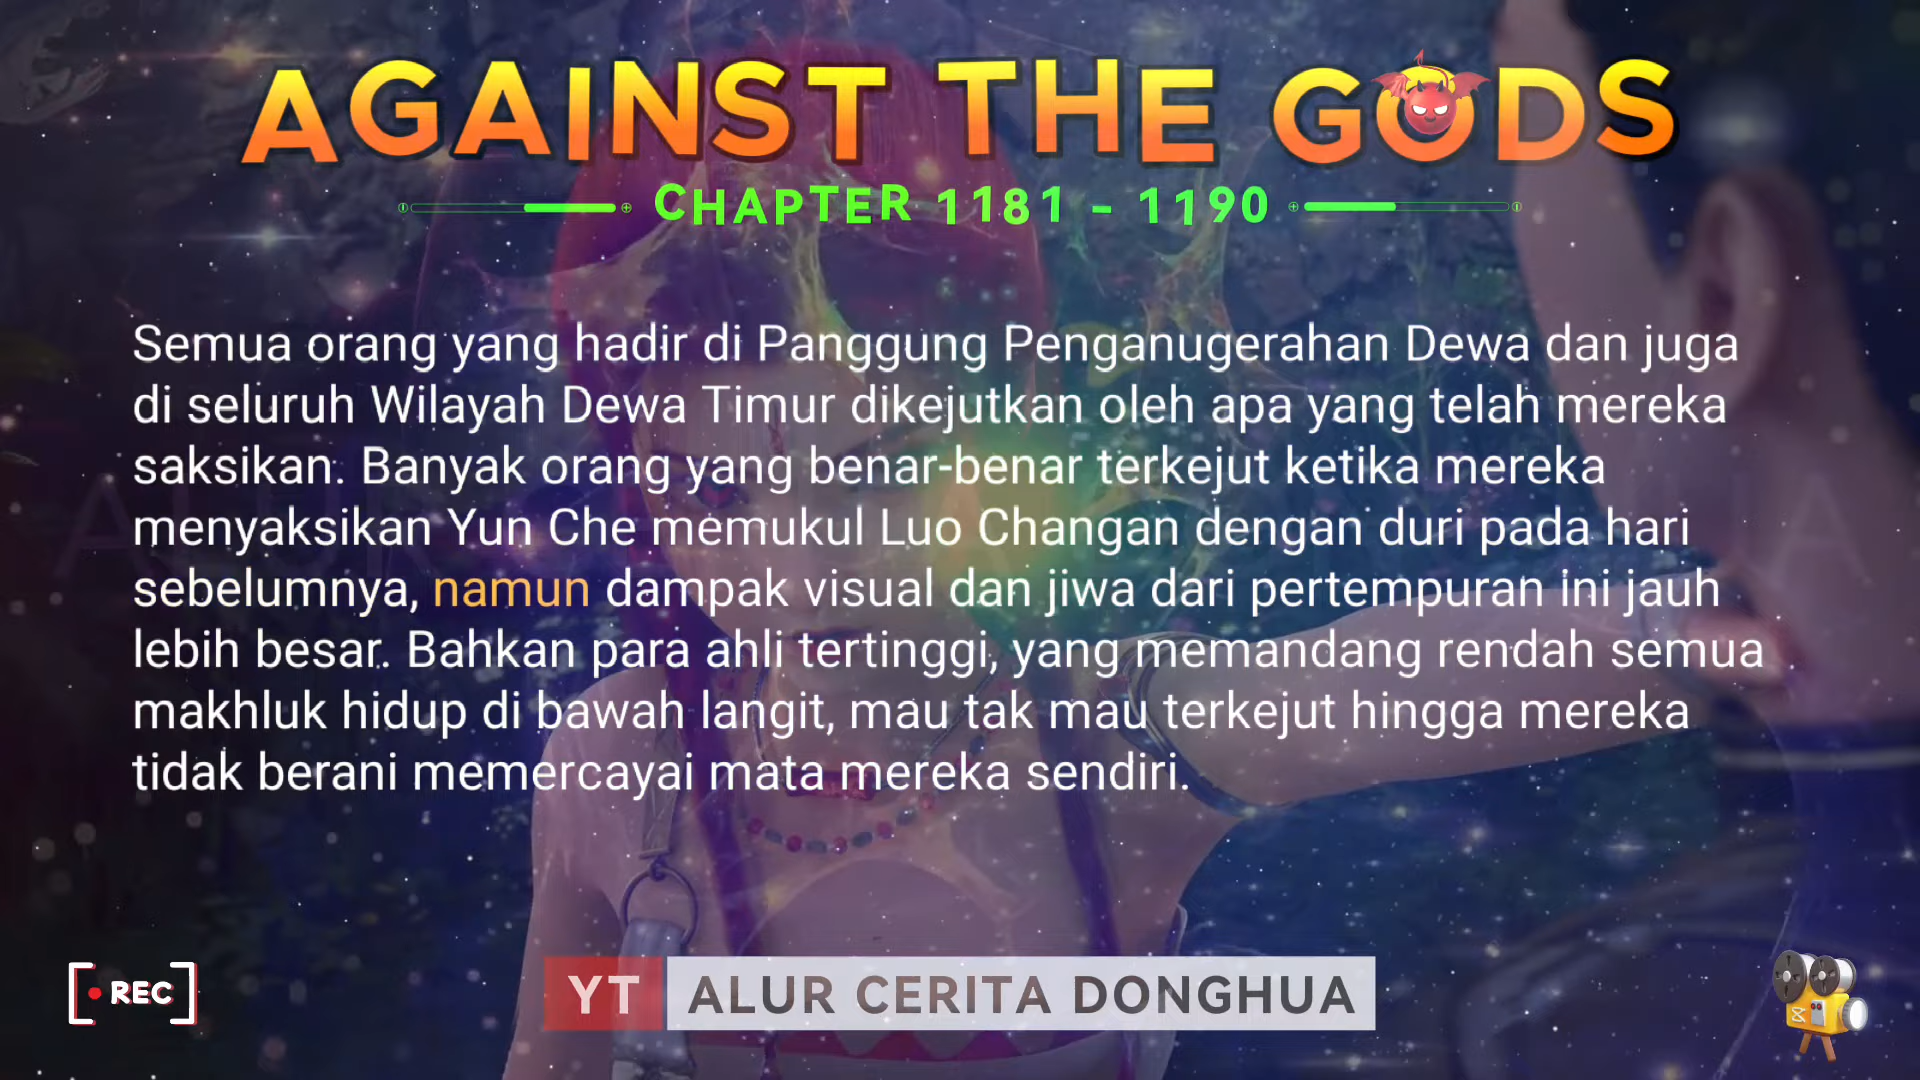 AGAINST THE GODS
CHAPTER 1181 - 1190
Semua orang yang hadir di Panggung Penganugerahan Dewa dan juga
di seluruh Wilayah Dewa Timur dikejutkan oleh apa yang telah mereka
saksikan. Banyak orang yang benar-benar terkejut ketika mereka
menyaksikan Yun Che memukul Luo Changan dengan duri pada hari
sebelumnya, namun dampak visual dan jiwa dari pertempuran ini jauh
lebih besar. Bahkan para ahli tertinggi, yang memandang rendah semua
makhluk hidup di bawah langit, mau tak mau terkejut hingga mereka
tidak berani memercayai mata mereka sendiri.
REC
YT ALUR CERITA DONGHUA